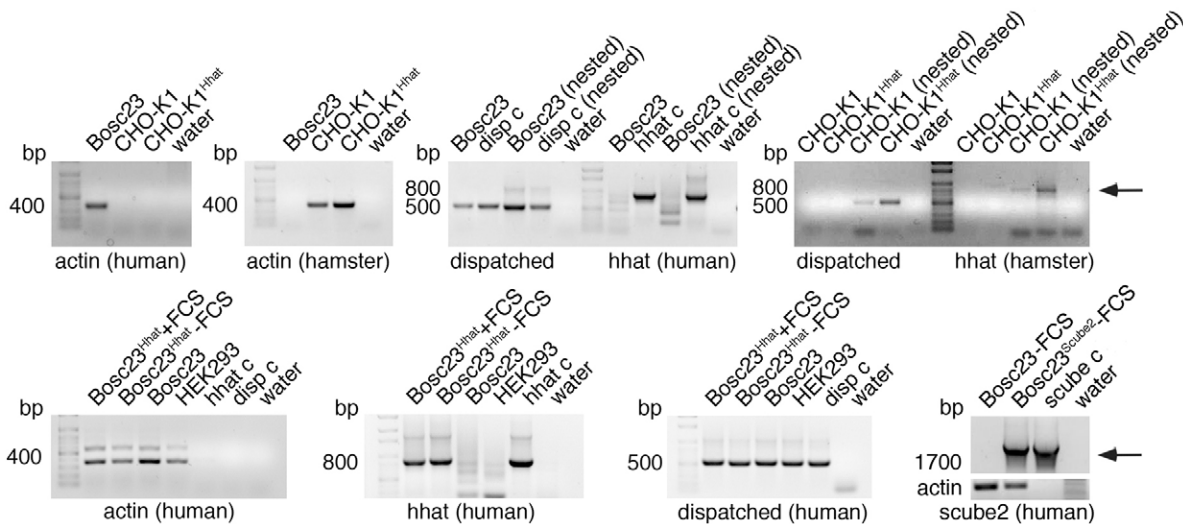 Bosc23
CHO-K1
CHO-K1Hhat
water
bp
400
actin (human)
Bosc23
CHO-K1
CHO-K1Hhat
water
bp
400
actin (hamster)
Bosc23
disp c
Bosc23 (nested)
disp c (nested)
water
Bosc23
hhat c
Bosc23 (nested)
hhat c (nested)
water
bp
800
500
dispatched
hhat (human)
CHO-K1
CHO-K1Hhat
CHO-K1 (nested)
CHO-K1Hhat (nested)
water
CHO-K1
CHO-K1Hhat
CHO-K1 (nested)
CHO-K1Hhat (nested)
water
bp
800
500
dispatched
hhat (hamster)
Bosc23Hhat+FCS
Bosc23Hhat-FCS
Bosc23
HEK293
hhat c
disp c
water
bp
400
actin (human)
Bosc23Hhat+FCS
Bosc23Hhat-FCS
Bosc23
HEK293
hhat c
water
bp
800
hhat (human)
Bosc23Hhat+FCS
Bosc23Hhat-FCS
Bosc23
HEK293
disp c
water
bp
500
dispatched (human)
Bosc23-FCS
Bosc23Scube2-FCS
scube c
water
bp
1700
actin
scube2 (human)